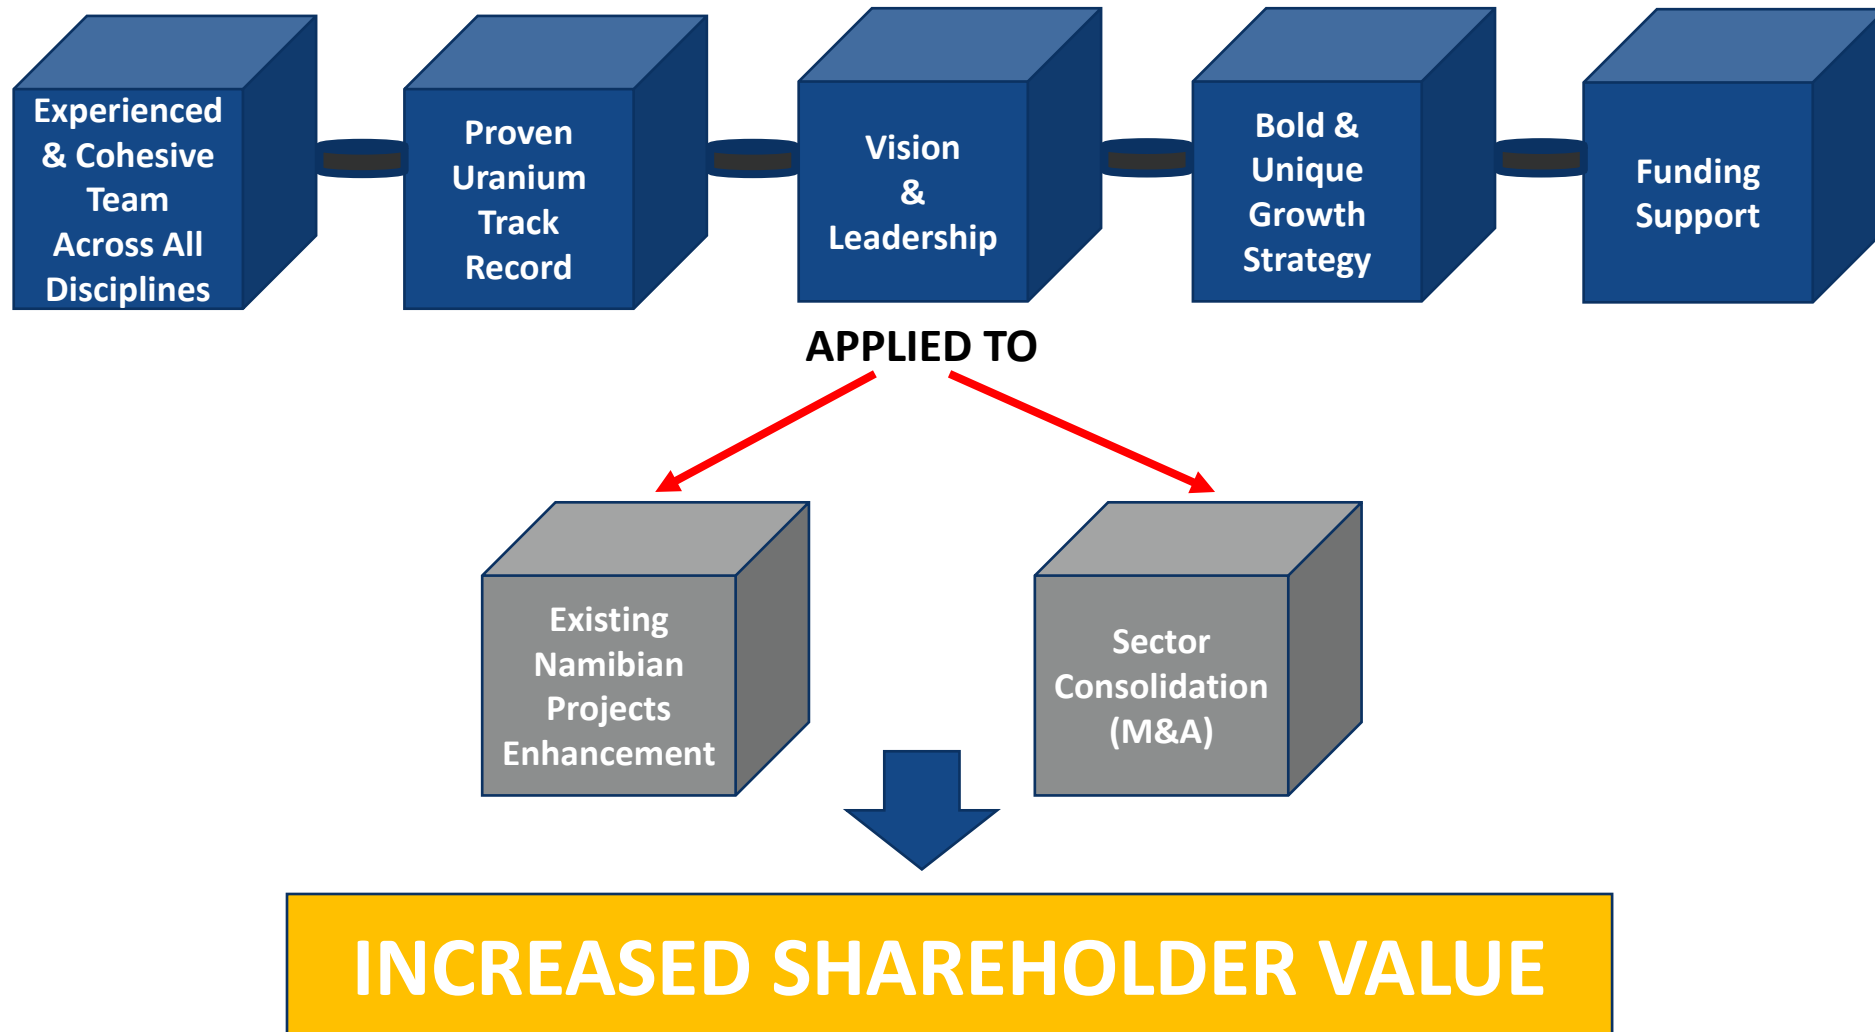 Experienced
& Cohesive
Team
Across All
Disciplines
Proven
Uranium
Track
Record
Vision
&
Leadership
Bold &
Unique
Growth
Strategy
Funding
Support
APPLIED TO
Existing
Namibian
Projects
Enhancement
Sector
Consolidation
(M&A)
INCREASED SHAREHOLDER VALUE